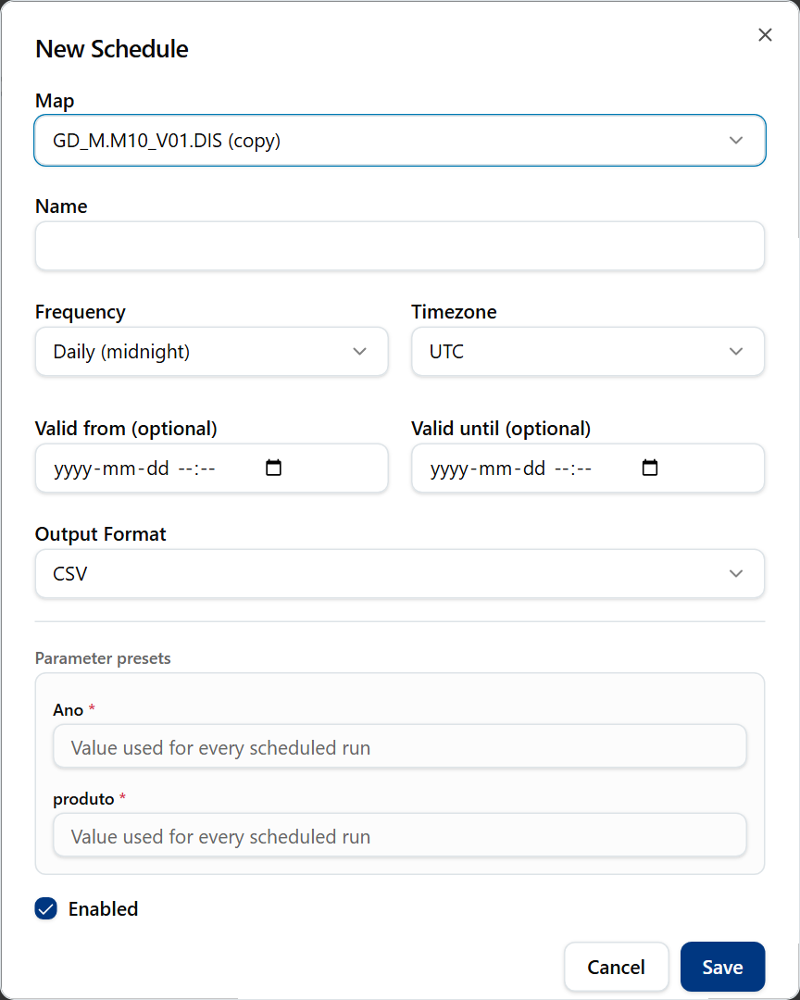 New Schedule
Map
GD_M.M10_V01.DIS (copy)
Name
Frequency
Timezone
Daily (midnight)
UTC
Valid from (optional)
Valid until (optional)
yyyy-mm-dd --:--
yyyy-mm-dd --:--
Output Format
CSV
Parameter presets
Ano *
Value used for every scheduled run
produto *
Value used for every scheduled run
Enabled
Cancel
Save